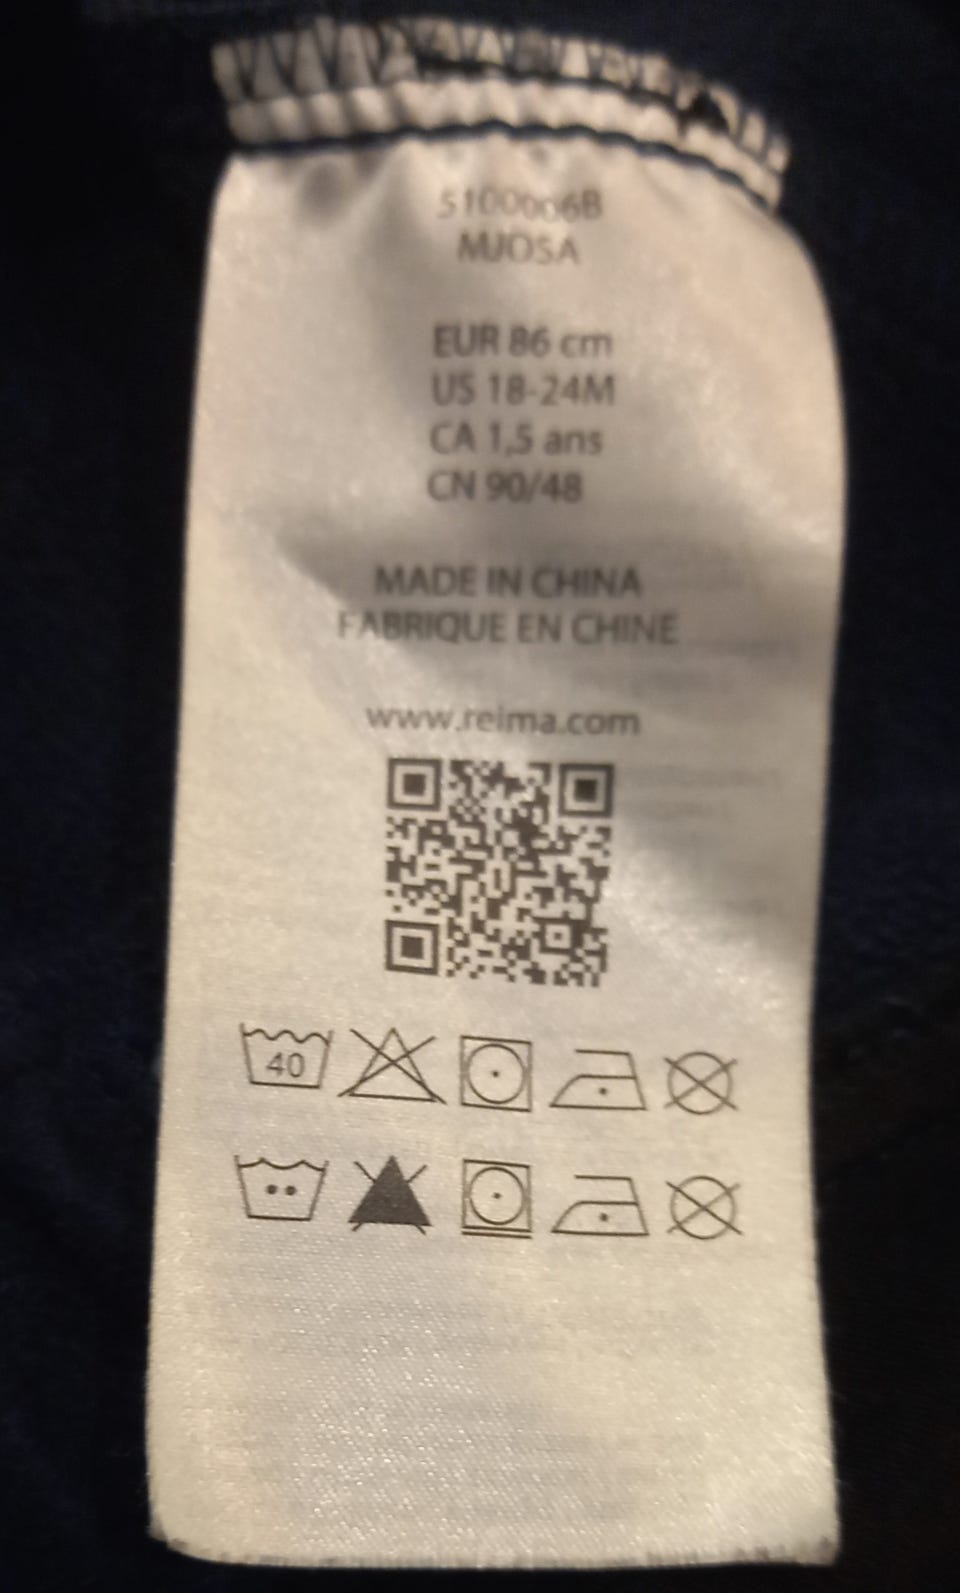 5100006B
MJOSA
EUR 86 cm
US 18-24M
CA 1,5 ans
CN 90/48
MADE IN CHINA
FABRIQUE EN CHINE
www.reima.com
40